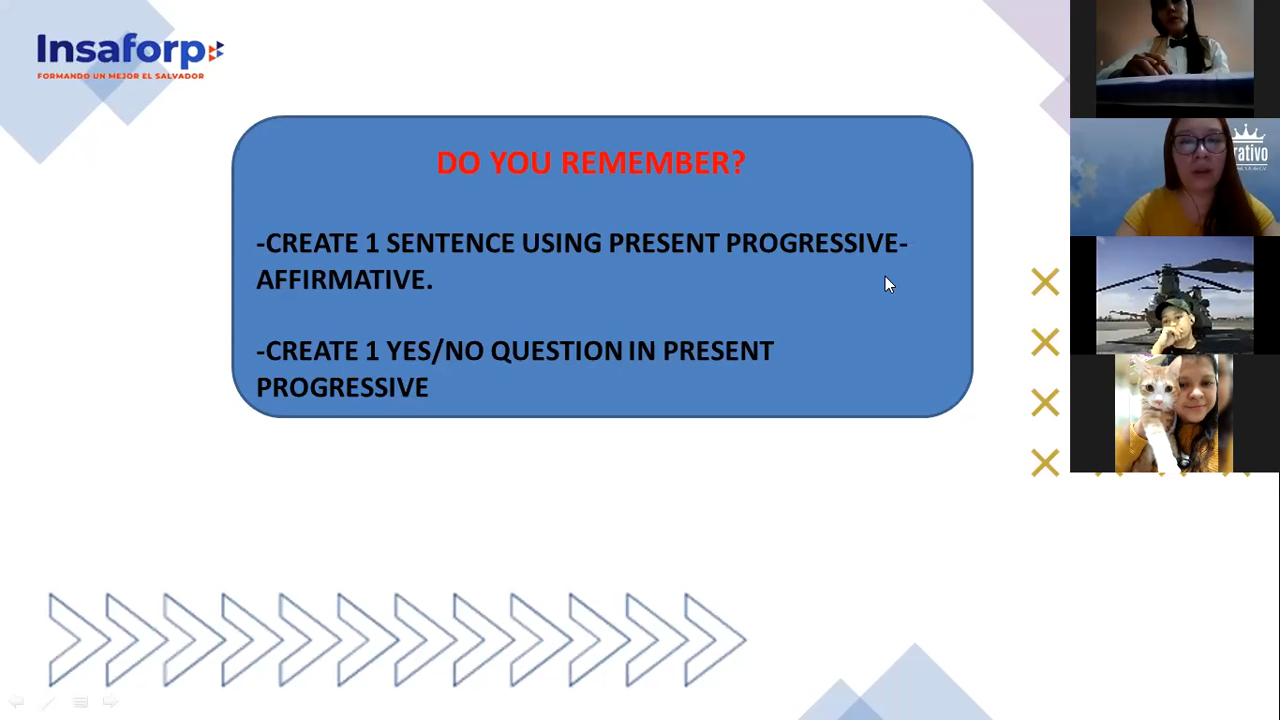 Insaforp
FORMANDO UN MEJOR EL SALVADOR
DO YOU REMEMBER?
-CREATE 1 SENTENCE USING PRESENT PROGRESSIVE-
AFFIRMATIVE.
-CREATE 1 YES/NO QUESTION IN PRESENT
PROGRESSIVE